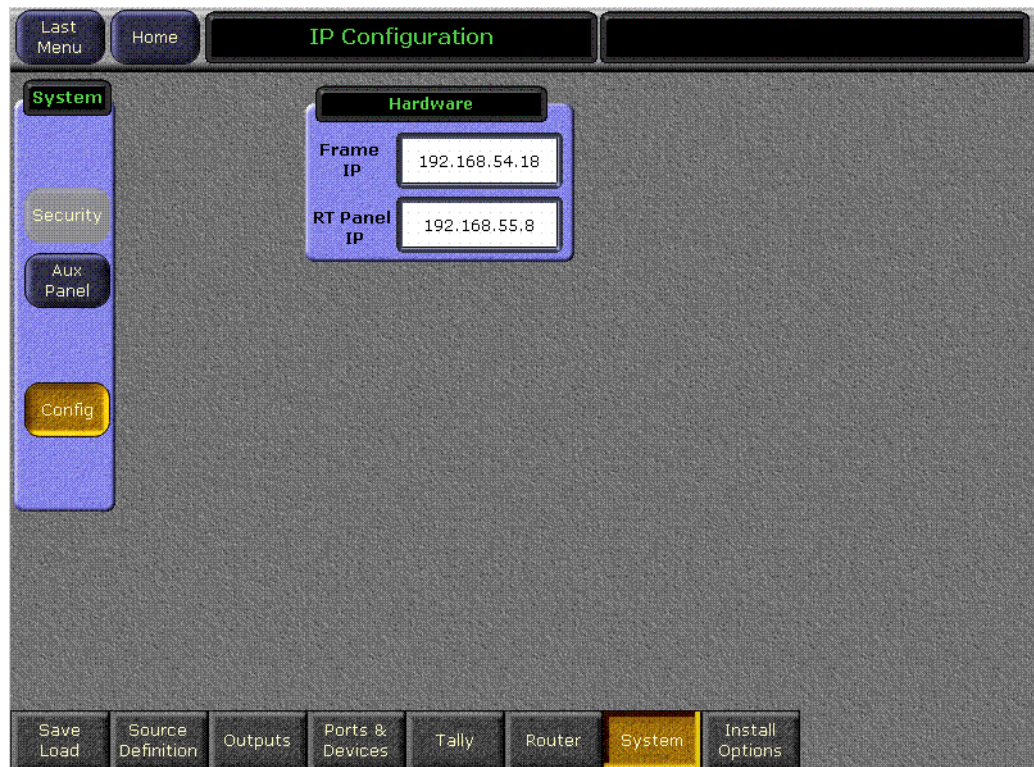 Last
Menu
Home
IP Configuration
System
Security
Aux
Panel
Config
Hardware
Frame
IP
192.168.54.18
RT Panel
IP
192.168.55.8
Save
Load
Source
Definition
Outputs
Ports &
Devices
Tally
Router
System
Install
Options